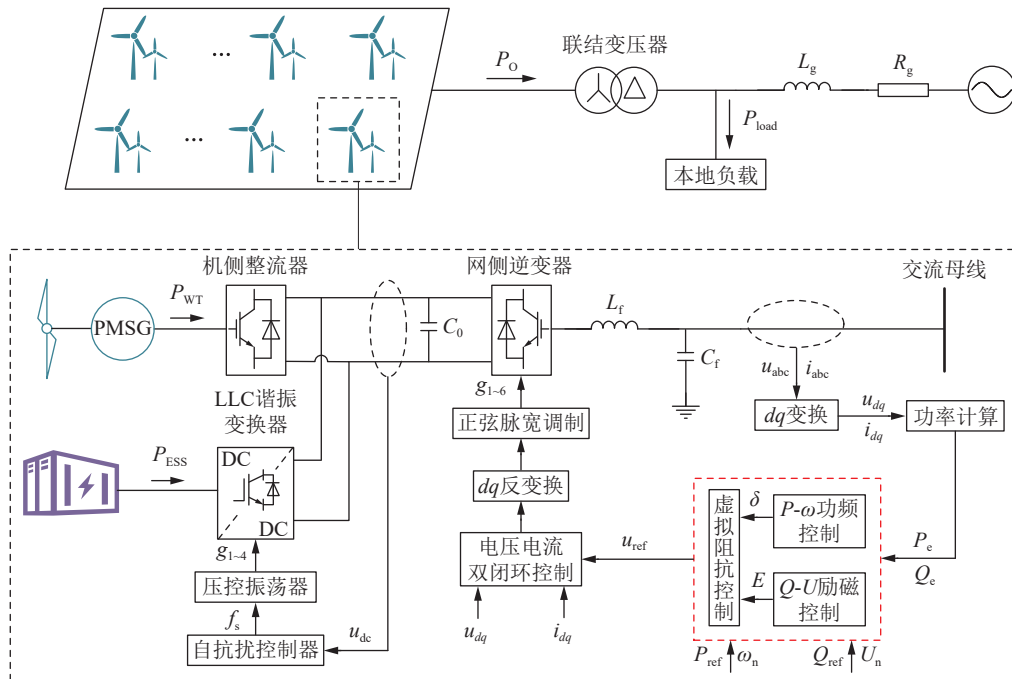 ...
...
P_O
联结变压器
L_g
R_g
P_load
本地负载
机侧整流器
网侧逆变器
交流母线
P_WT
PMSG
C_0
L_f
C_f
u_abc
i_abc
LLC谐振
变换器
g_1~6
正弦脉宽调制
dq变换
u_dq
i_dq
功率计算
P_ESS
DC
DC
dq反变换
g_1~4
电压电流
双闭环控制
u_ref
虚拟阻抗控制
δ
P-ω功频
控制
E
Q-U励磁
控制
P_e
Q_e
压控振荡器
f_s
自抗扰控制器
u_dc
u_dq
i_dq
P_ref
ω_n
Q_ref
U_n